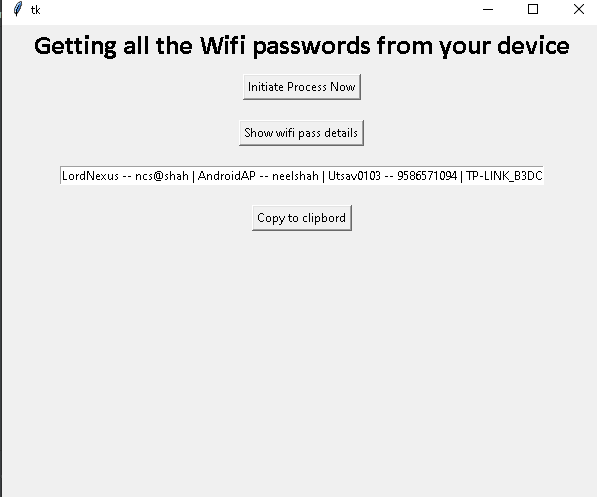 tk
Getting all the Wifi passwords from your device
Initiate Process Now
Show wifi pass details
LordNexus -- ncs@shah | AndroidAP -- neelshah | Utsav0103 -- 9586571094 | TP-LINK_B3DC
Copy to clipbord